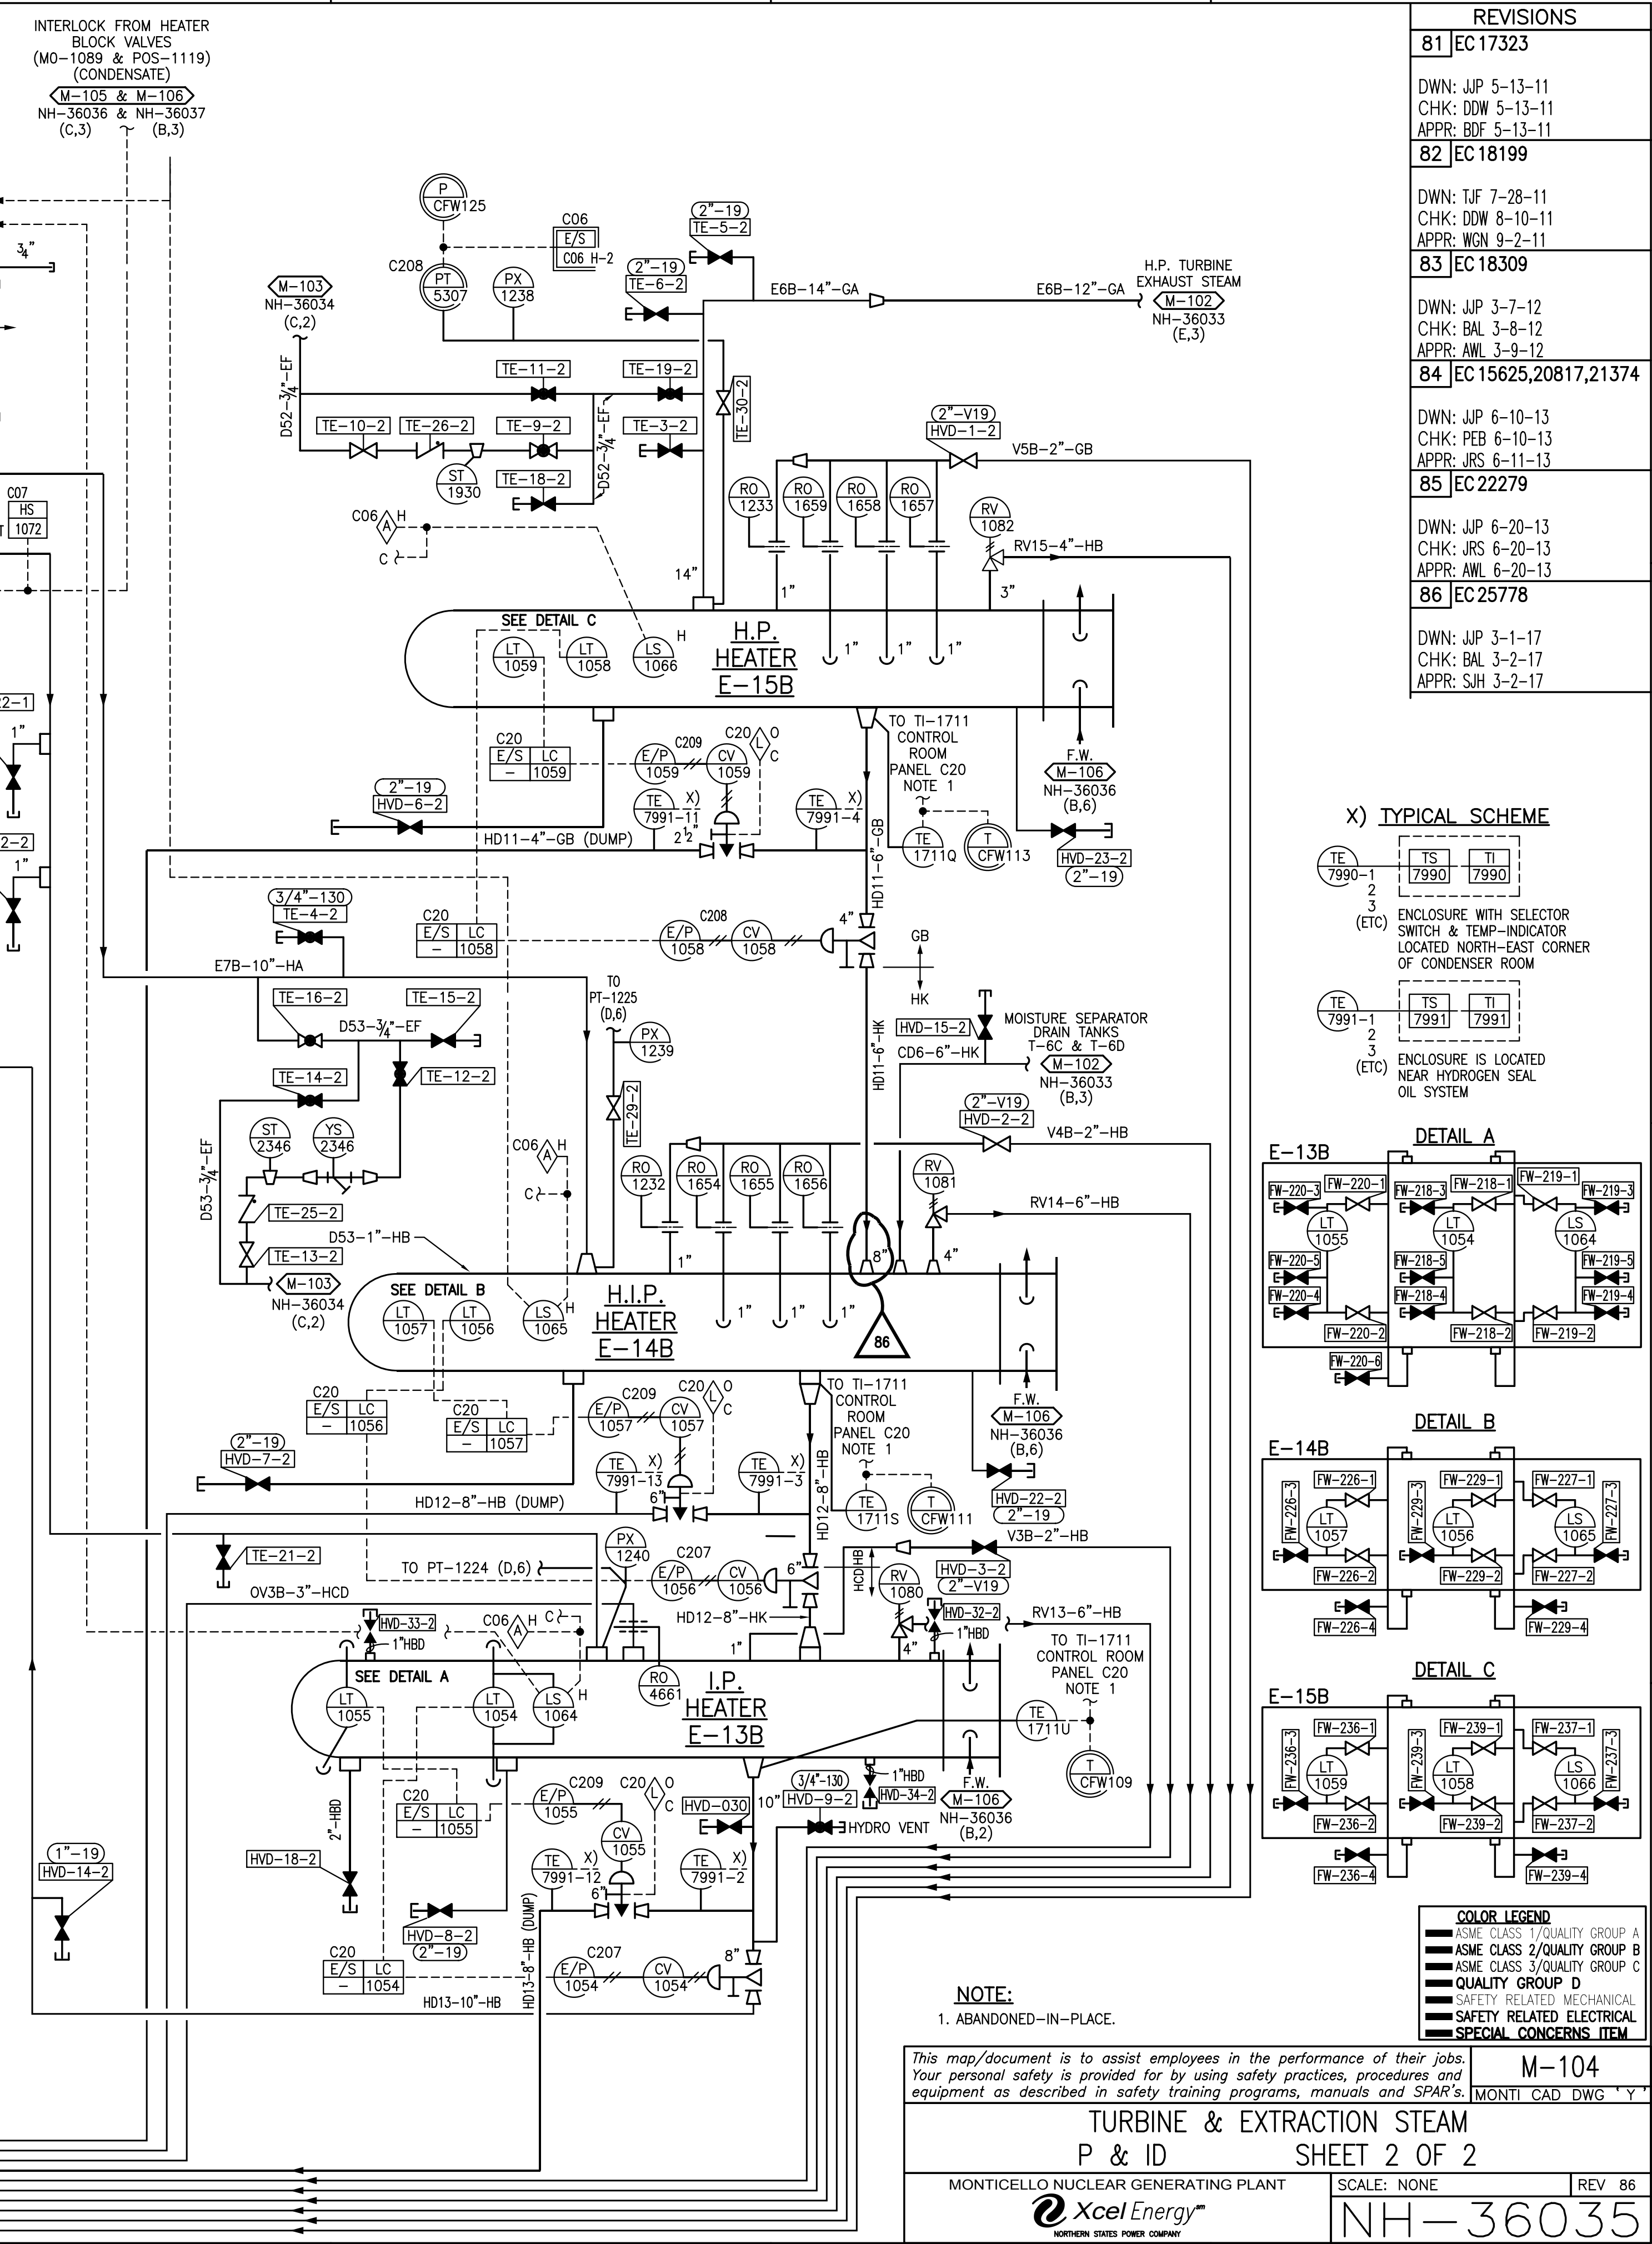 INTERLOCK FROM HEATER
BLOCK VALVES
(MO-1089 & POS-1119)
(CONDENSATE)
M-105 & M-106
NH-36036 & NH-36037
(C,3) (B,3)
3/4"
C07
HS
1072
22-1
1"
2-2
1"
P
CFW125
C06
E/S
C06 H-2
C208
PT
5307
PX
1238
2"-19
TE-5-2
2"-19
TE-6-2
M-103
NH-36034
(C,2)
E6B-14"-GA
E6B-12"-GA
H.P. TURBINE
EXHAUST STEAM
M-102
NH-36033
(E,3)
D52-3/4"-EF
TE-11-2
TE-19-2
TE-30-2
TE-10-2
TE-26-2
TE-9-2
TE-3-2
D52-3/4"-EF
ST
1930
TE-18-2
2"-V19
HVD-1-2
V5B-2"-GB
RO
1233
RO
1659
RO
1658
RO
1657
RV
1082
RV15-4"-HB
C06 A H
C
14"
1"
3"
SEE DETAIL C
LT
1059
LT
1058
LS
1066
H
H.P.
HEATER
E-15B
1"
1"
1"
C20
E/S LC
- 1059
C209
E/P
1059
CV
1059
C20 L O
C
TO TI-1711
CONTROL
ROOM
PANEL C20
NOTE 1
F.W.
M-106
NH-36036
(B,6)
2"-19
HVD-6-2
HD11-4"-GB (DUMP)
TE
7991-11
X)
2 1/2"
TE
7991-4
X)
TE
1711Q
T
CFW113
HVD-23-2
2"-19
HD11-6"-GB
3/4"-130
TE-4-2
C20
E/S LC
- 1058
C208
E/P
1058
CV
1058
4"
GB
HK
E7B-10"-HA
TE-16-2
TE-15-2
D53-3/4"-EF
TO
PT-1225
(D,6)
PX
1239
TE-29-2
TE-14-2
TE-12-2
HVD-15-2
MOISTURE SEPARATOR
DRAIN TANKS
T-6C & T-6D
CD6-6"-HK
M-102
NH-36033
(B,3)
HD11-6"-HK
ST
2346
YS
2346
D53-3/4"-EF
TE-25-2
TE-13-2
M-103
NH-36034
(C,2)
D53-1"-HB
C06 A H
C
2"-V19
HVD-2-2
V4B-2"-HB
RO
1232
RO
1654
RO
1655
RO
1656
RV
1081
RV14-6"-HB
1"
8"
4"
SEE DETAIL B
LT
1057
LT
1056
LS
1065
H
H.I.P.
HEATER
E-14B
1"
1"
1"
86
C20
E/S LC
- 1056
C20
E/S LC
- 1057
C209
E/P
1057
CV
1057
C20 L O
C
TO TI-1711
CONTROL
ROOM
PANEL C20
NOTE 1
F.W.
M-106
NH-36036
(B,6)
2"-19
HVD-7-2
HD12-8"-HB (DUMP)
TE
7991-13
X)
6"
TE
7991-3
X)
HD12-8"-HB
TE
1711S
T
CFW111
HVD-22-2
2"-19
V3B-2"-HB
TE-21-2
TO PT-1224 (D,6)
PX
1240
C207
E/P
1056
CV
1056
6"
HCD HB
RV
1080
HVD-3-2
2"-V19
OV3B-3"-HCD
HD12-8"-HK
HVD-32-2
RV13-6"-HB
HVD-33-2
1"HBD
C06 A H
C
1"
4"
1"HBD
TO TI-1711
CONTROL ROOM
PANEL C20
NOTE 1
SEE DETAIL A
LT
1055
LT
1054
LS
1064
H
RO
4661
I.P.
HEATER
E-13B
TE
1711U
T
CFW109
2"-HBD
C20
E/S LC
- 1055
C209
E/P
1055
CV
1055
C20 L O
C
HVD-030
10"
3/4"-130
HVD-9-2
1"HBD
HVD-34-2
F.W.
M-106
NH-36036
(B,2)
HYDRO VENT
1"-19
HVD-14-2
HVD-18-2
HVD-8-2
2"-19
TE
7991-12
X)
6"
TE
7991-2
X)
HD13-8"-HB (DUMP)
C20
E/S LC
- 1054
C207
E/P
1054
CV
1054
8"
HD13-10"-HB
NOTE:
1. ABANDONED-IN-PLACE.
REVISIONS
81 EC 17323
DWN: JJP 5-13-11
CHK: DDW 5-13-11
APPR: BDF 5-13-11
82 EC 18199
DWN: TJF 7-28-11
CHK: DDW 8-10-11
APPR: WGN 9-2-11
83 EC 18309
DWN: JJP 3-7-12
CHK: BAL 3-8-12
APPR: AWL 3-9-12
84 EC 15625,20817,21374
DWN: JJP 6-10-13
CHK: PEB 6-10-13
APPR: JRS 6-11-13
85 EC 22279
DWN: JJP 6-20-13
CHK: JRS 6-20-13
APPR: AWL 6-20-13
86 EC 25778
DWN: JJP 3-1-17
CHK: BAL 3-2-17
APPR: SJH 3-2-17
X) TYPICAL SCHEME
TE
7990-1
2
3
(ETC)
TS
7990
TI
7990
ENCLOSURE WITH SELECTOR
SWITCH & TEMP-INDICATOR
LOCATED NORTH-EAST CORNER
OF CONDENSER ROOM
TE
7991-1
2
3
(ETC)
TS
7991
TI
7991
ENCLOSURE IS LOCATED
NEAR HYDROGEN SEAL
OIL SYSTEM
DETAIL A
E-13B
FW-220-3
FW-220-1
FW-218-3
FW-218-1
FW-219-1
FW-219-3
LT
1055
LT
1054
LS
1064
FW-220-5
FW-218-5
FW-219-5
FW-220-4
FW-218-4
FW-219-4
FW-220-2
FW-218-2
FW-219-2
FW-220-6
DETAIL B
E-14B
FW-226-3
FW-226-1
FW-229-3
FW-229-1
FW-227-1
FW-227-3
LT
1057
LT
1056
LS
1065
FW-226-2
FW-229-2
FW-227-2
FW-226-4
FW-229-4
DETAIL C
E-15B
FW-236-3
FW-236-1
FW-239-3
FW-239-1
FW-237-1
FW-237-3
LT
1059
LT
1058
LS
1066
FW-236-2
FW-239-2
FW-237-2
FW-236-4
FW-239-4
COLOR LEGEND
ASME CLASS 1/QUALITY GROUP A
ASME CLASS 2/QUALITY GROUP B
ASME CLASS 3/QUALITY GROUP C
QUALITY GROUP D
SAFETY RELATED MECHANICAL
SAFETY RELATED ELECTRICAL
SPECIAL CONCERNS ITEM
This map/document is to assist employees in the performance of their jobs.
Your personal safety is provided for by using safety practices, procedures and
equipment as described in safety training programs, manuals and SPAR's.
M-104
MONTI CAD DWG 'Y'
TURBINE & EXTRACTION STEAM
P & ID SHEET 2 OF 2
MONTICELLO NUCLEAR GENERATING PLANT
Xcel Energy℠
NORTHERN STATES POWER COMPANY
SCALE: NONE
REV 86
NH-36035